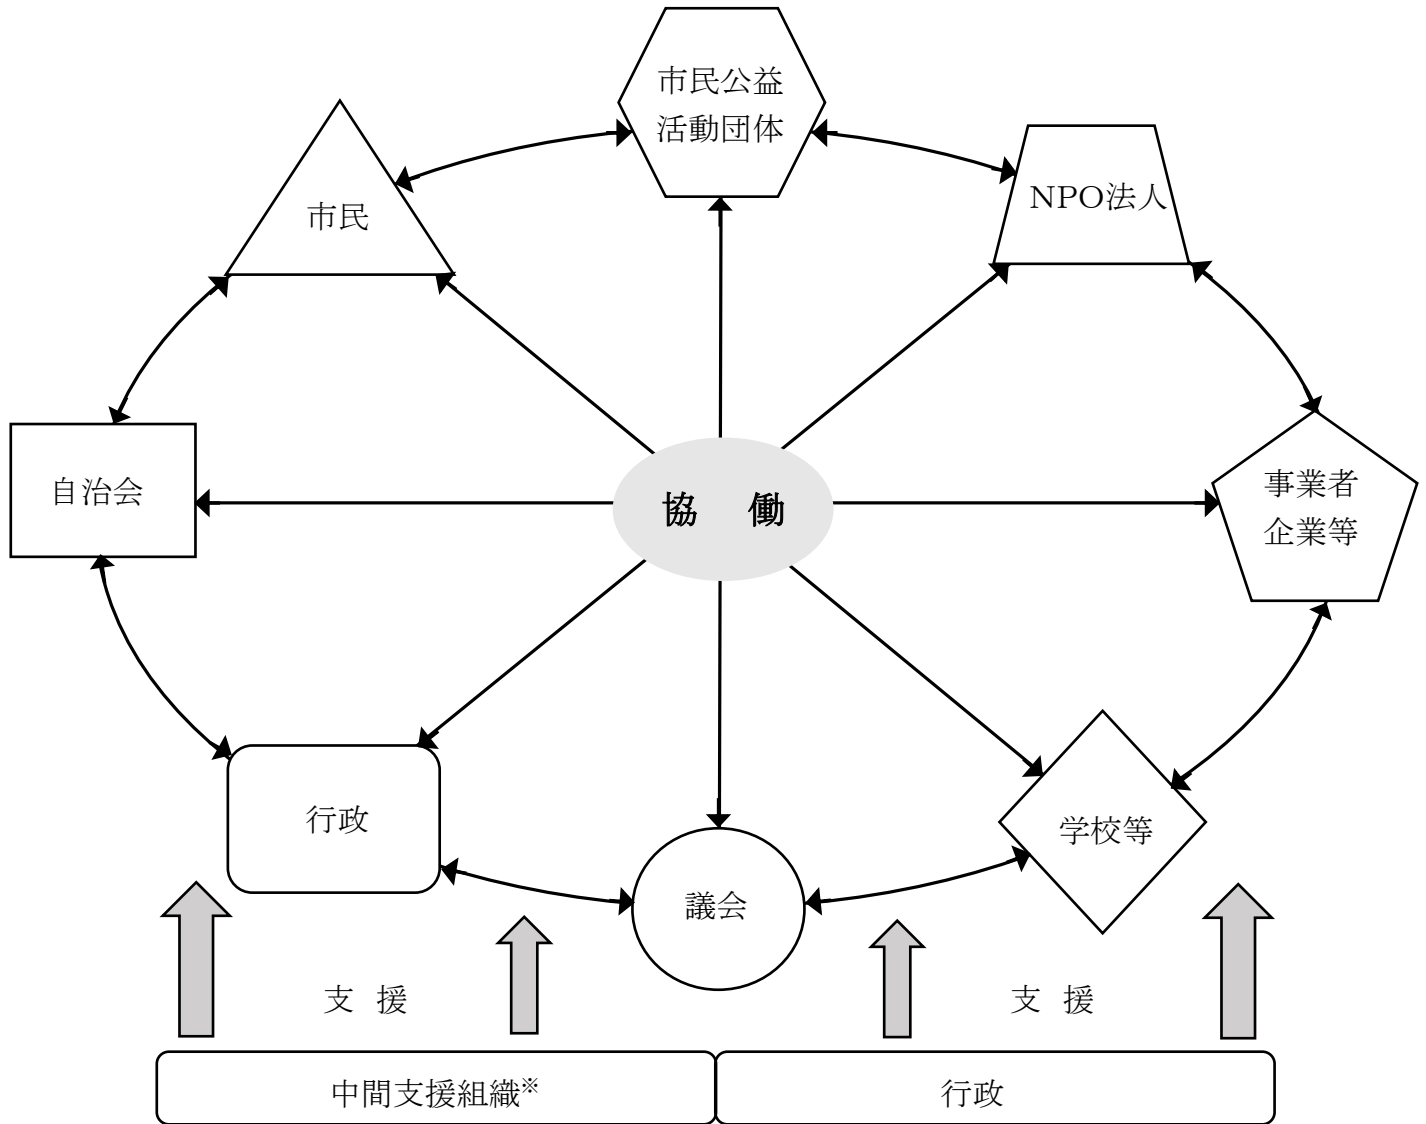 市民公益
活動団体
市民
NPO法人
自治会
協 働
事業者
企業等
行政
議会
学校等
支 援
支 援
中間支援組織※
行政